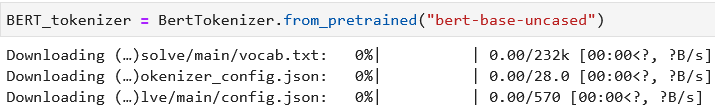 BERT_tokenizer = BertTokenizer.from_pretrained("bert-base-uncased")
Downloading (…)solve/main/vocab.txt:   0%|          | 0.00/232k [00:00<?, ?B/s]
Downloading (…)okenizer_config.json:   0%|          | 0.00/28.0 [00:00<?, ?B/s]
Downloading (…)lve/main/config.json:   0%|          | 0.00/570 [00:00<?, ?B/s]